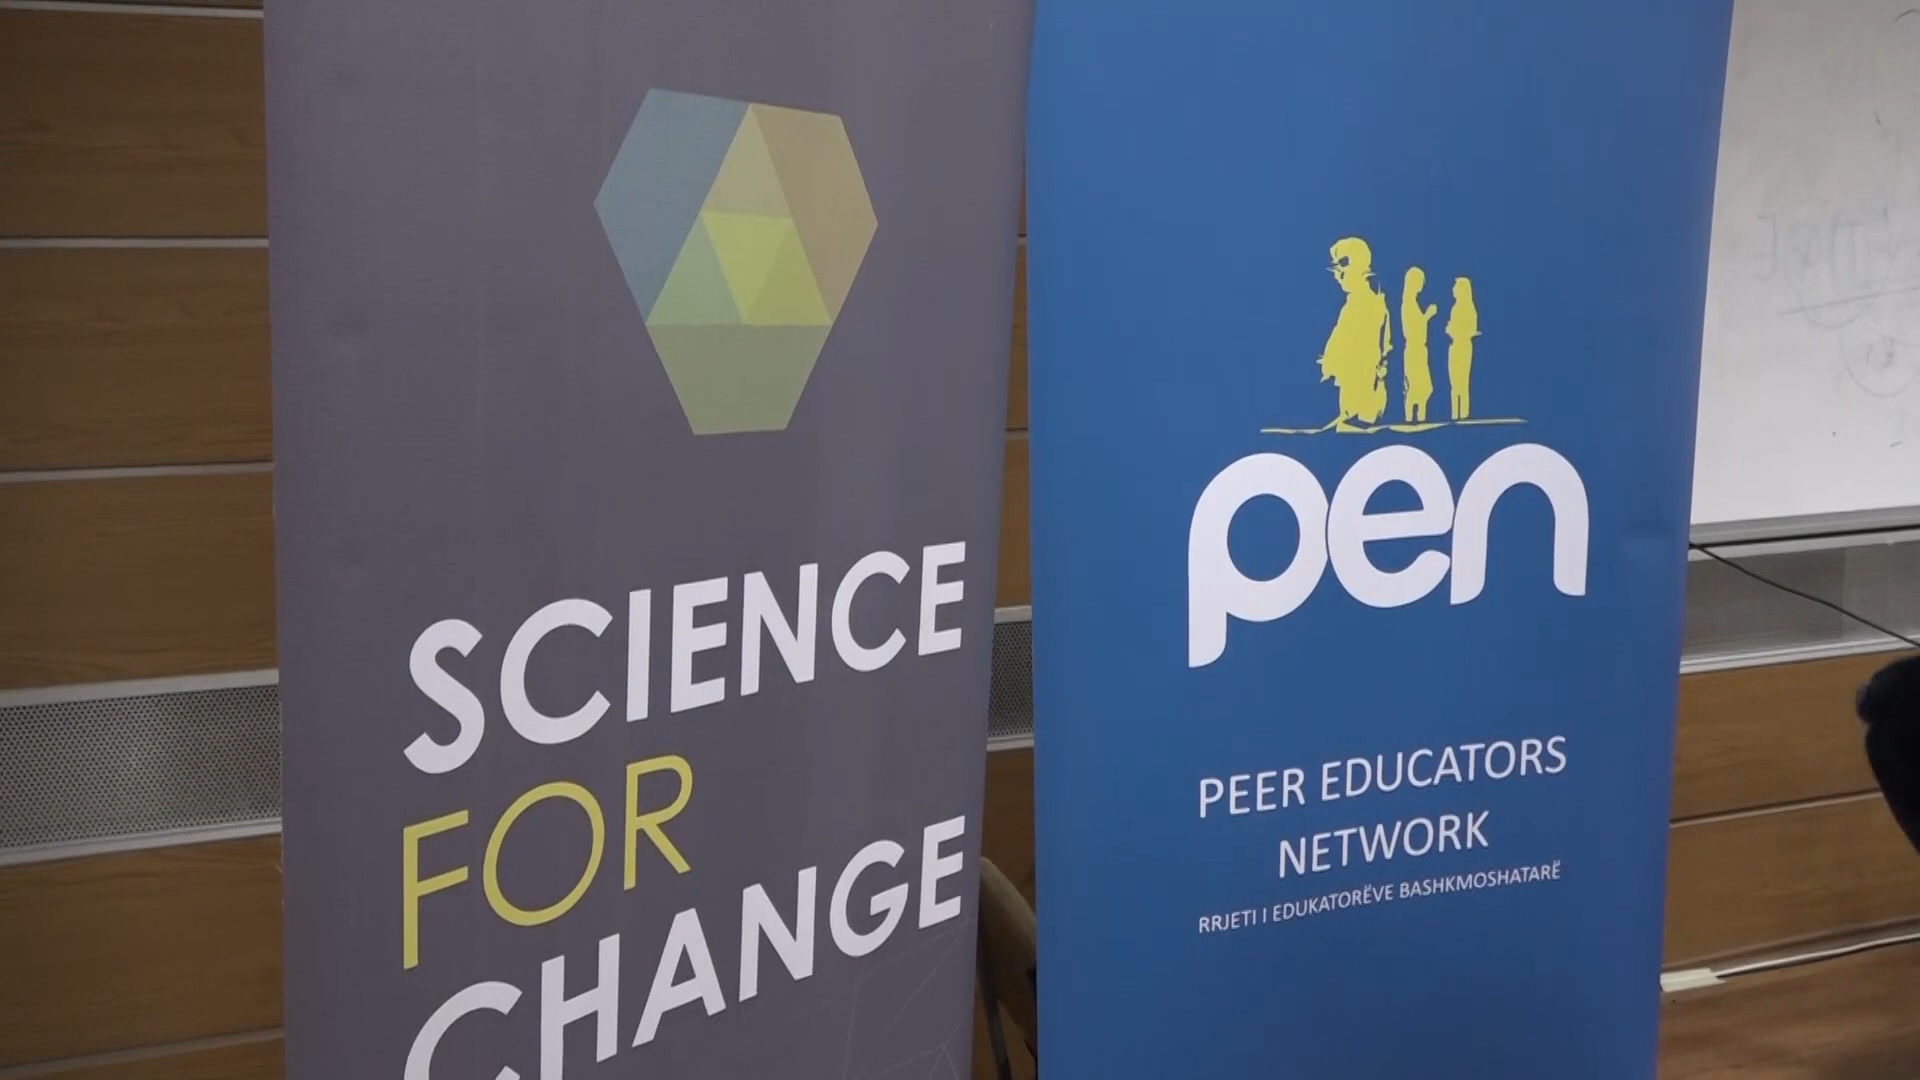 SCIENCE
FOR
CHANGE
pen
PEER EDUCATORS
NETWORK
RRJETI I EDUKATORËVE BASHKMOSHATARË